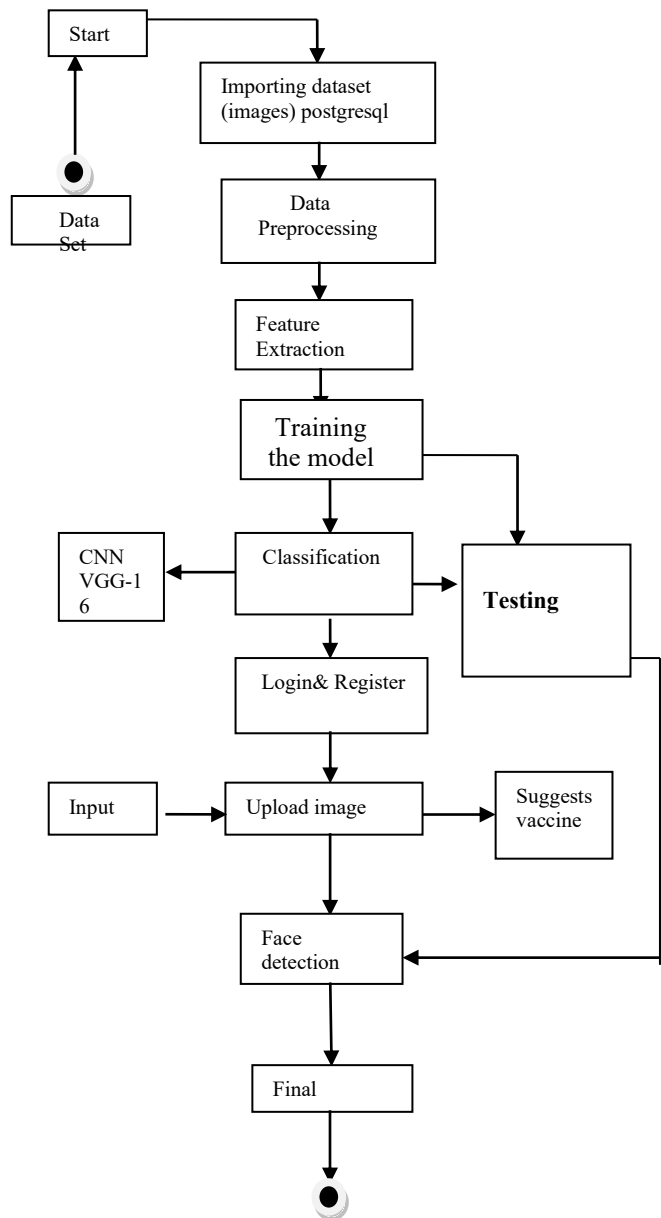 Start
Importing dataset
(images) postgresql
Data
Set
Data
Preprocessing
Feature
Extraction
Training
the model
CNN
VGG-1
6
Classification
Testing
Login& Register
Input
Upload image
Suggests
vaccine
Face
detection
Final